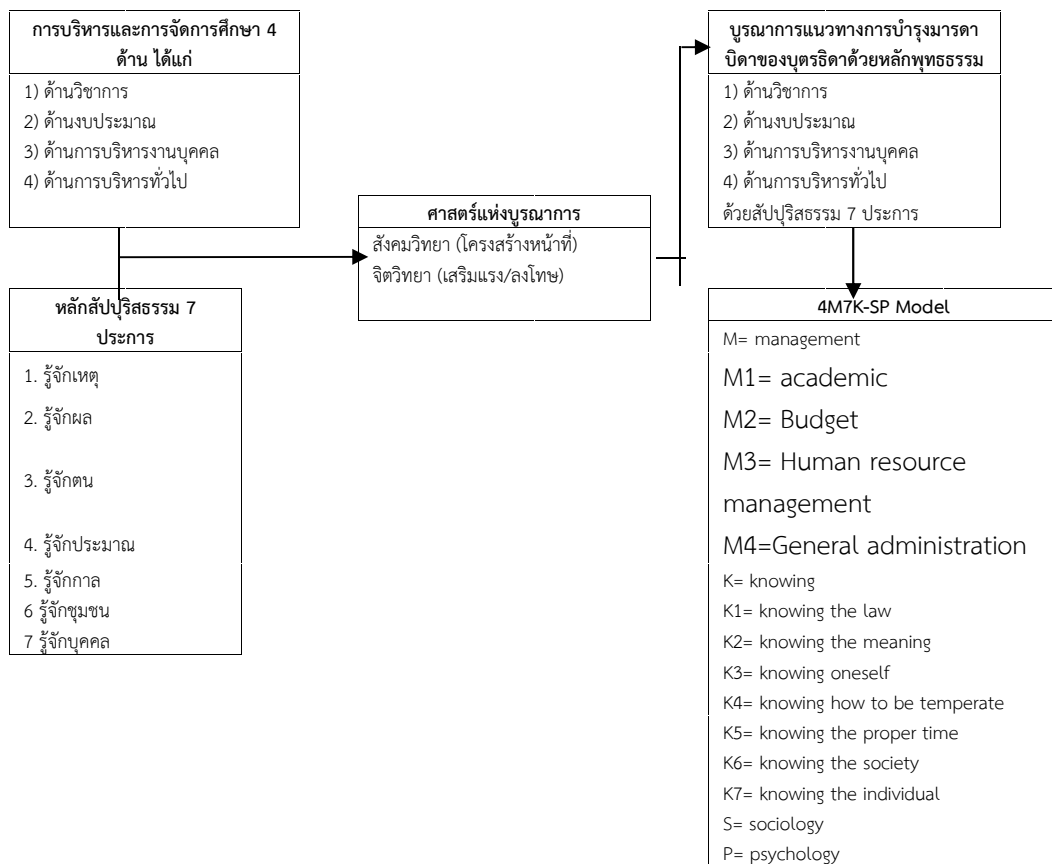 การบริหารและการจัดการศึกษา 4
ด้าน ได้แก่
1) ด้านวิชาการ
2) ด้านงบประมาณ
3) ด้านการบริหารงานบุคคล
4) ด้านการบริหารทั่วไป
หลักสัปปุริสธรรม 7
ประการ
1. รู้จักเหตุ
2. รู้จักผล
3. รู้จักตน
4. รู้จักประมาณ
5. รู้จักกาล
6 รู้จักชุมชน
7 รู้จักบุคคล
ศาสตร์แห่งบูรณาการ
สังคมวิทยา (โครงสร้างหน้าที่)
จิตวิทยา (เสริมแรง/ลงโทษ)
บูรณาการแนวทางการบำรุงมารดา
บิดาของบุตรธิดาด้วยหลักพุทธธรรม
1) ด้านวิชาการ
2) ด้านงบประมาณ
3) ด้านการบริหารงานบุคคล
4) ด้านการบริหารทั่วไป
ด้วยสัปปุริสธรรม 7 ประการ
4M7K-SP Model
M= management
M1= academic
M2= Budget
M3= Human resource
management
M4=General administration
K= knowing
K1= knowing the law
K2= knowing the meaning
K3= knowing oneself
K4= knowing how to be temperate
K5= knowing the proper time
K6= knowing the society
K7= knowing the individual
S= sociology
P= psychology